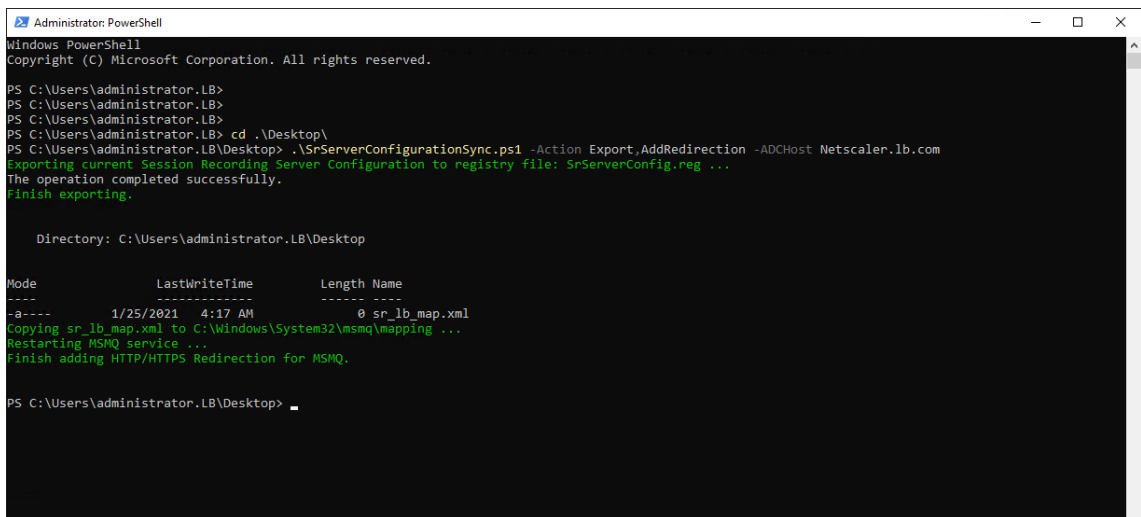 Administrator: PowerShell
Windows PowerShell
Copyright (C) Microsoft Corporation. All rights reserved.
PS C:\Users\administrator.LB>
PS C:\Users\administrator.LB>
PS C:\Users\administrator.LB>
PS C:\Users\administrator.LB> cd .\Desktop\
PS C:\Users\administrator.LB\Desktop> .\SrServerConfigurationSync.ps1 -Action Export,AddRedirection -ADCHost Netscaler.lb.com
Exporting current Session Recording Server Configuration to registry file: SrServerConfig.reg ...
The operation completed successfully.
Finish exporting.
Directory: C:\Users\administrator.LB\Desktop
Mode LastWriteTime Length Name
---- ------------- ------ ----
-a---- 1/25/2021 4:17 AM 0 sr_lb_map.xml
Copying sr_lb_map.xml to C:\Windows\System32\msmq\mapping ...
Restarting MSMQ service ...
Finish adding HTTP/HTTPS Redirection for MSMQ.
PS C:\Users\administrator.LB\Desktop>